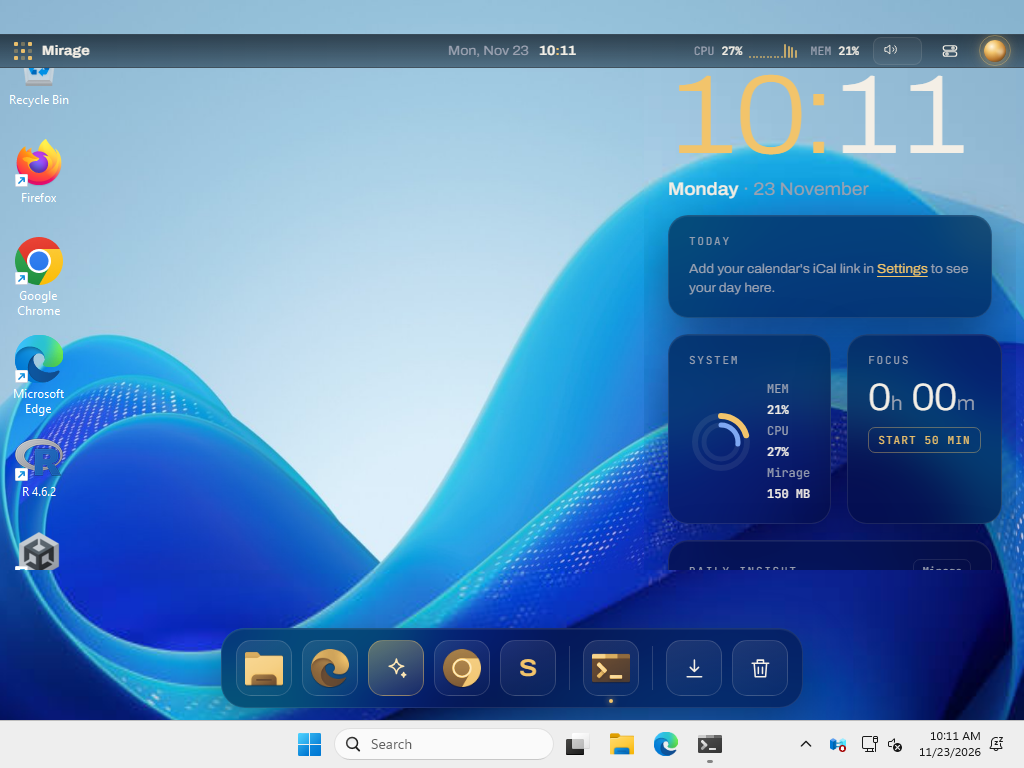 Mirage
Mon, Nov 23 10:11
CPU 27%
MEM 21%
Recycle Bin
Firefox
Google
Chrome
Microsoft
Edge
R 4.6.2
10:11
Monday · 23 November
TODAY
Add your calendar's iCal link in Settings to see
your day here.
SYSTEM
MEM
21%
CPU
27%
Mirage
150 MB
FOCUS
0h 00m
START 50 MIN
DAILY INSIGHT
Mirage
S
Search
10:11 AM
11/23/2026